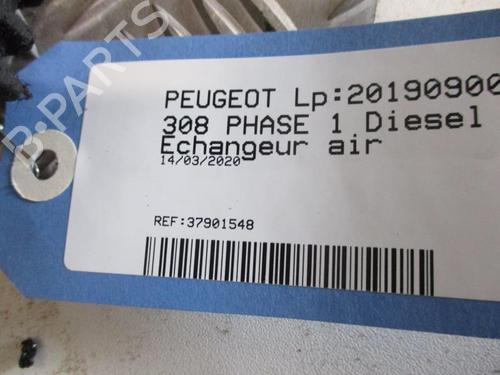 B-PARTS
PEUGEOT Lp:20190900
308 PHASE 1 Diesel
Echangeur air
14/03/2020
REF:37901548